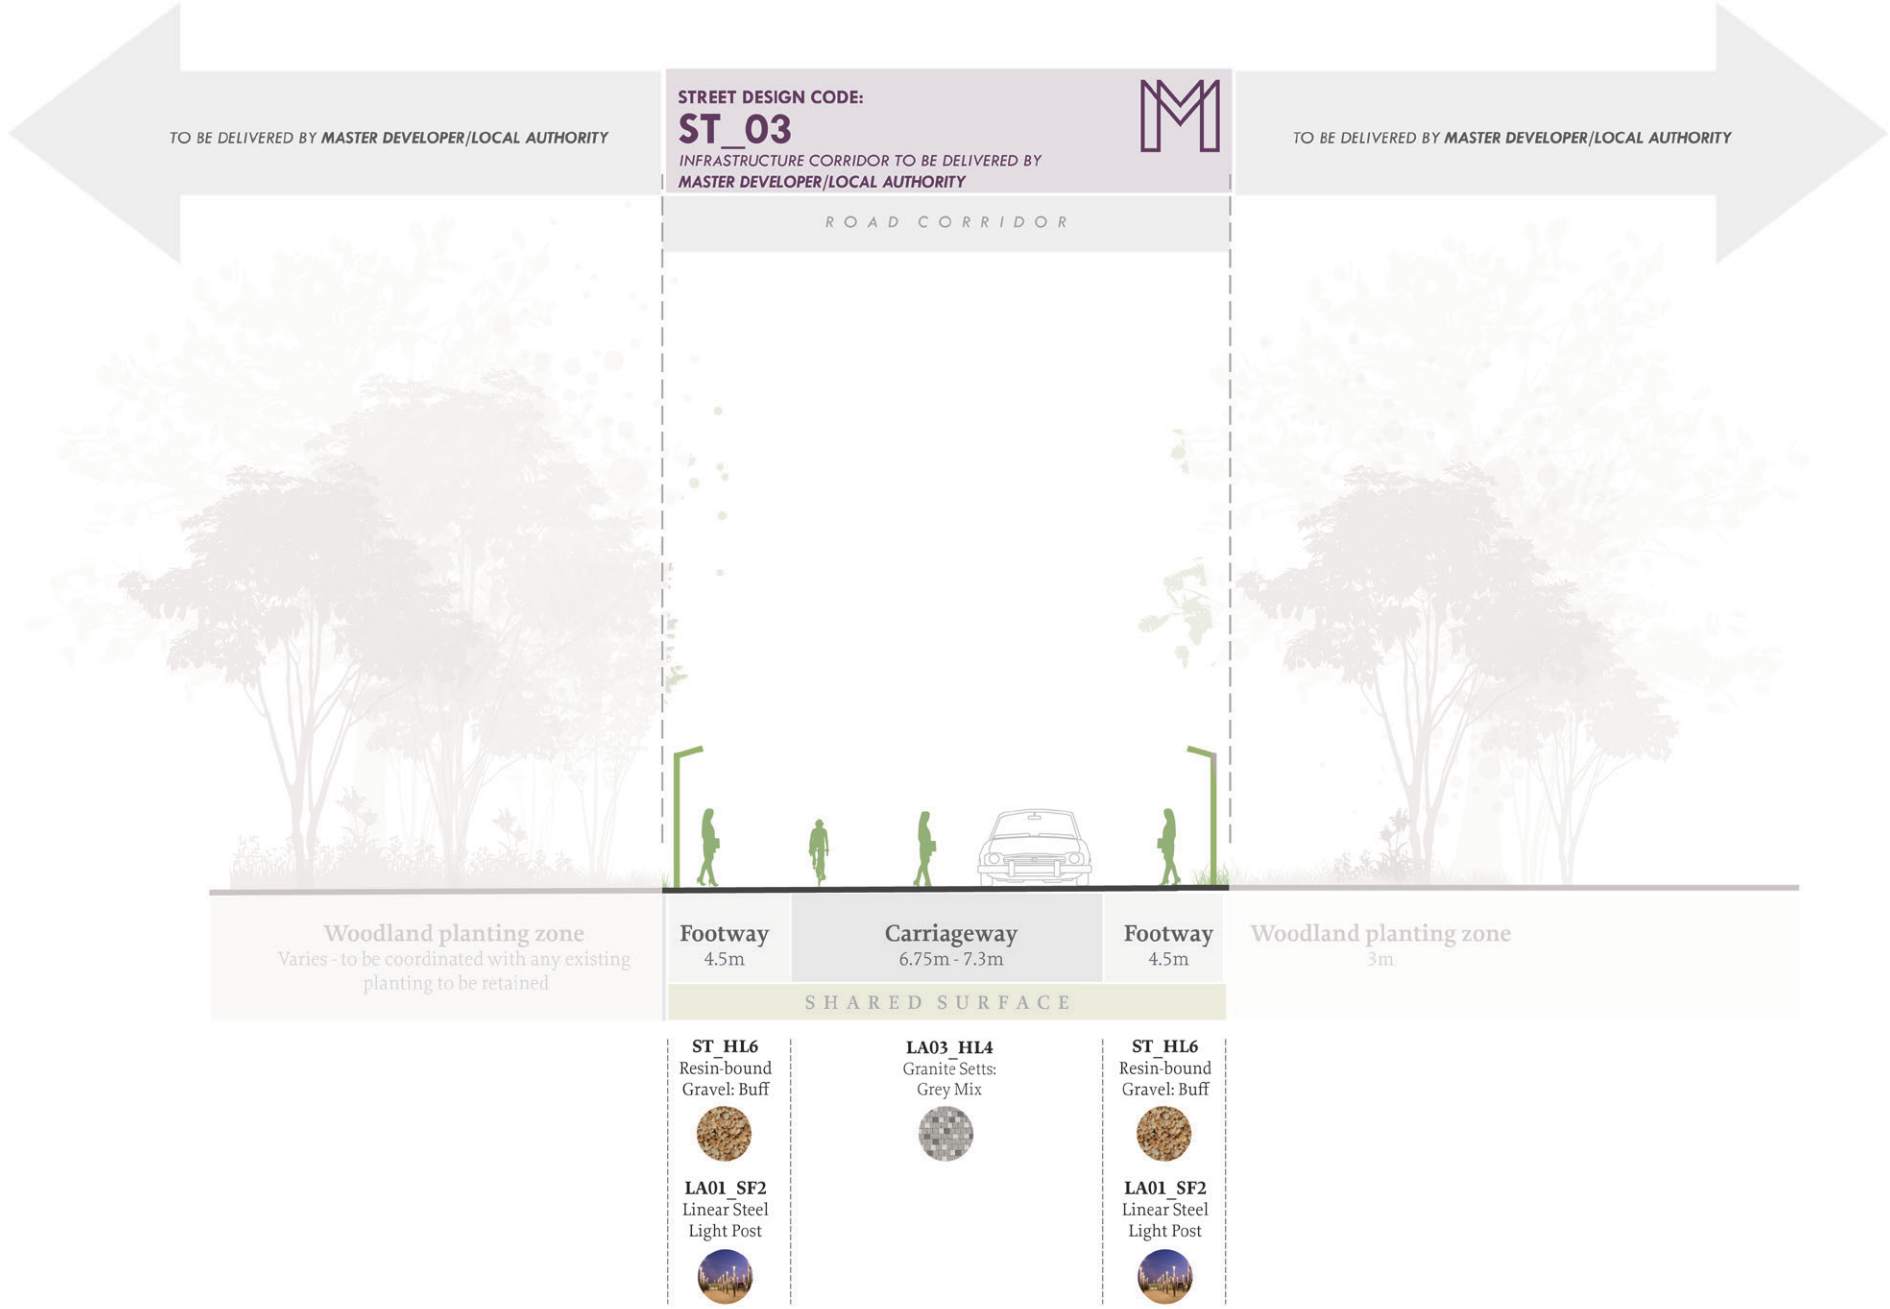 TO BE DELIVERED BY MASTER DEVELOPER/LOCAL AUTHORITY
STREET DESIGN CODE:
ST_03
INFRASTRUCTURE CORRIDOR TO BE DELIVERED BY
MASTER DEVELOPER/LOCAL AUTHORITY
M
TO BE DELIVERED BY MASTER DEVELOPER/LOCAL AUTHORITY
ROAD CORRIDOR
Woodland planting zone
Varies - to be coordinated with any existing
planting to be retained
Footway
4.5m
Carriageway
6.75m - 7.3m
Footway
4.5m
Woodland planting zone
3m
SHARED SURFACE
ST_HL6
Resin-bound
Gravel: Buff
LA03_HL4
Granite Setts:
Grey Mix
ST_HL6
Resin-bound
Gravel: Buff
LA01_SF2
Linear Steel
Light Post
LA01_SF2
Linear Steel
Light Post